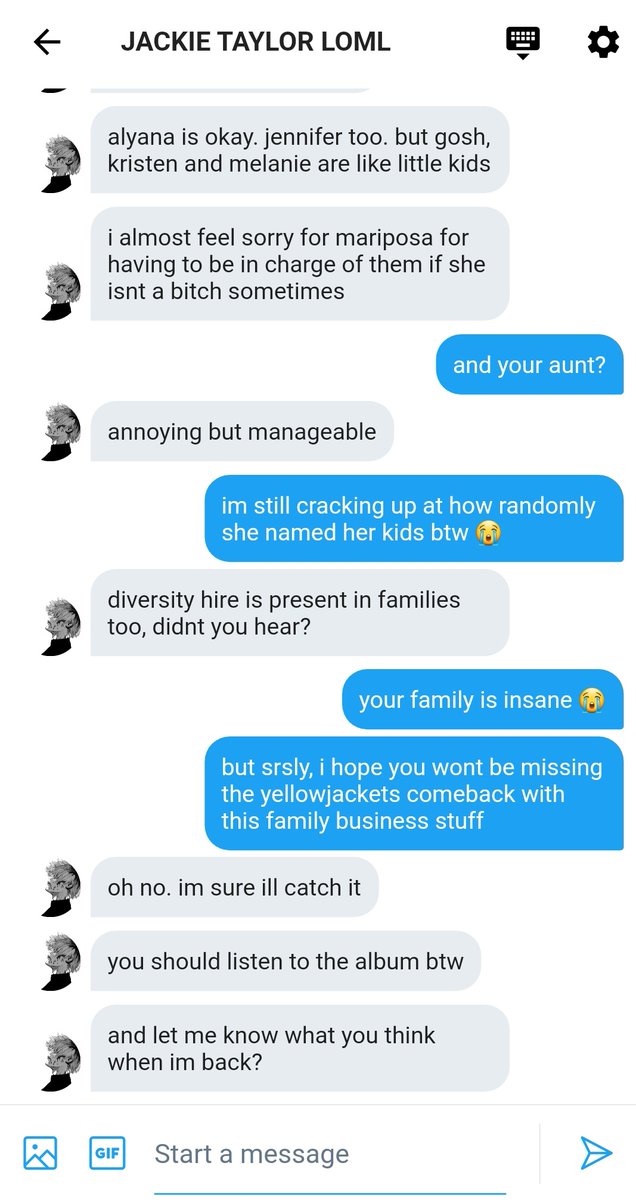 JACKIE TAYLOR LOML
alyana is okay. jennifer too. but gosh,
kristen and melanie are like little kids
i almost feel sorry for mariposa for
having to be in charge of them if she
isnt a bitch sometimes
and your aunt?
annoying but manageable
im still cracking up at how randomly
she named her kids btw 😭
diversity hire is present in families
too, didnt you hear?
your family is insane 😭
but srsly, i hope you wont be missing
the yellowjackets comeback with
this family business stuff
oh no. im sure ill catch it
you should listen to the album btw
and let me know what you think
when im back?
GIF
Start a message